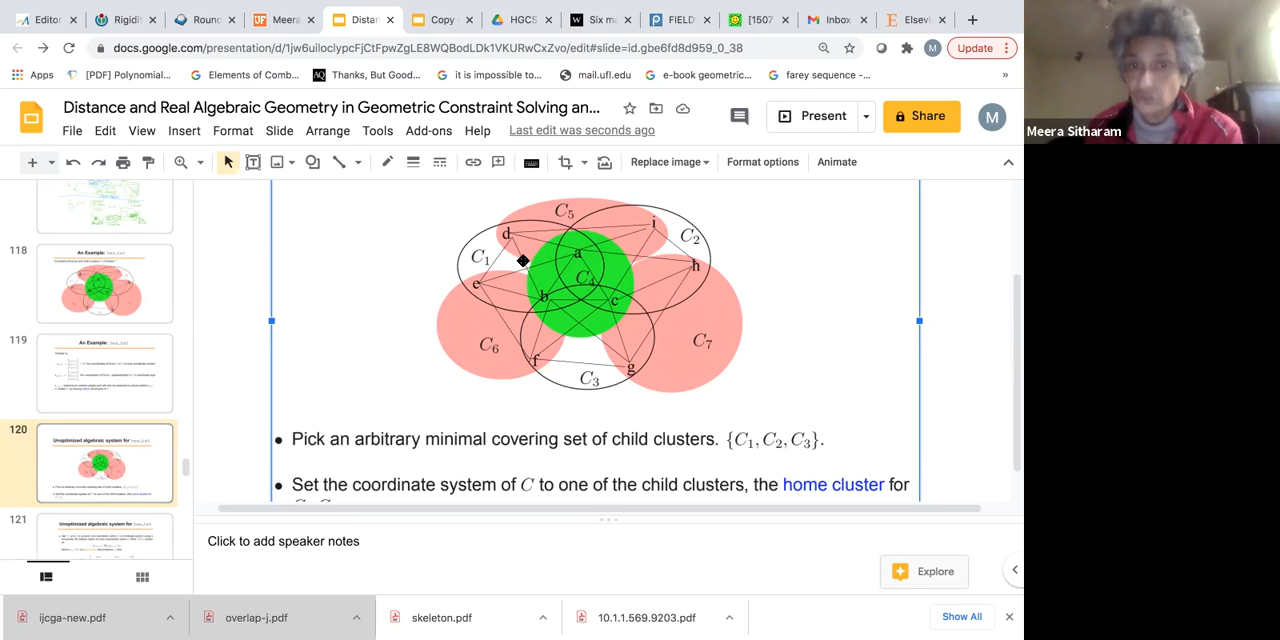 Editor
Rigidit
Round
Meera
Distan
Copy
HGCS
Six ma
FIELD
[1507
Inbox
Elsevi
docs.google.com/presentation/d/1jw6uiloclypcFjCtFpwZgLE8WQBodLDk1VKURwCxZvo/edit#slide=id.gbe6fd8d959_0_38
M
Update
Apps
[PDF] Polynomial...
Elements of Comb...
Thanks, But Good...
it is impossible to...
mail.ufl.edu
e-book geometric...
farey sequence -...
»
Distance and Real Algebraic Geometry in Geometric Constraint Solving an...
File Edit View Insert Format Slide Arrange Tools Add-ons Help Last edit was seconds ago
Present
Share
M
Meera Sitharam
Replace image
Format options
Animate
118
An Example: hex_tet
119
An Example: hex_tet
120
Unoptimized algebraic system for hex_tet
121
Unoptimized algebraic system for hex_tet
C5
d
i
C2
C1
a
h
C4
e
b
c
C6
C7
f
g
C3
• Pick an arbitrary minimal covering set of child clusters. {C1, C2, C3}.
• Set the coordinate system of C to one of the child clusters, the home cluster for
Click to add speaker notes
Explore
ijcga-new.pdf
overlap-j.pdf
skeleton.pdf
10.1.1.569.9203.pdf
Show All